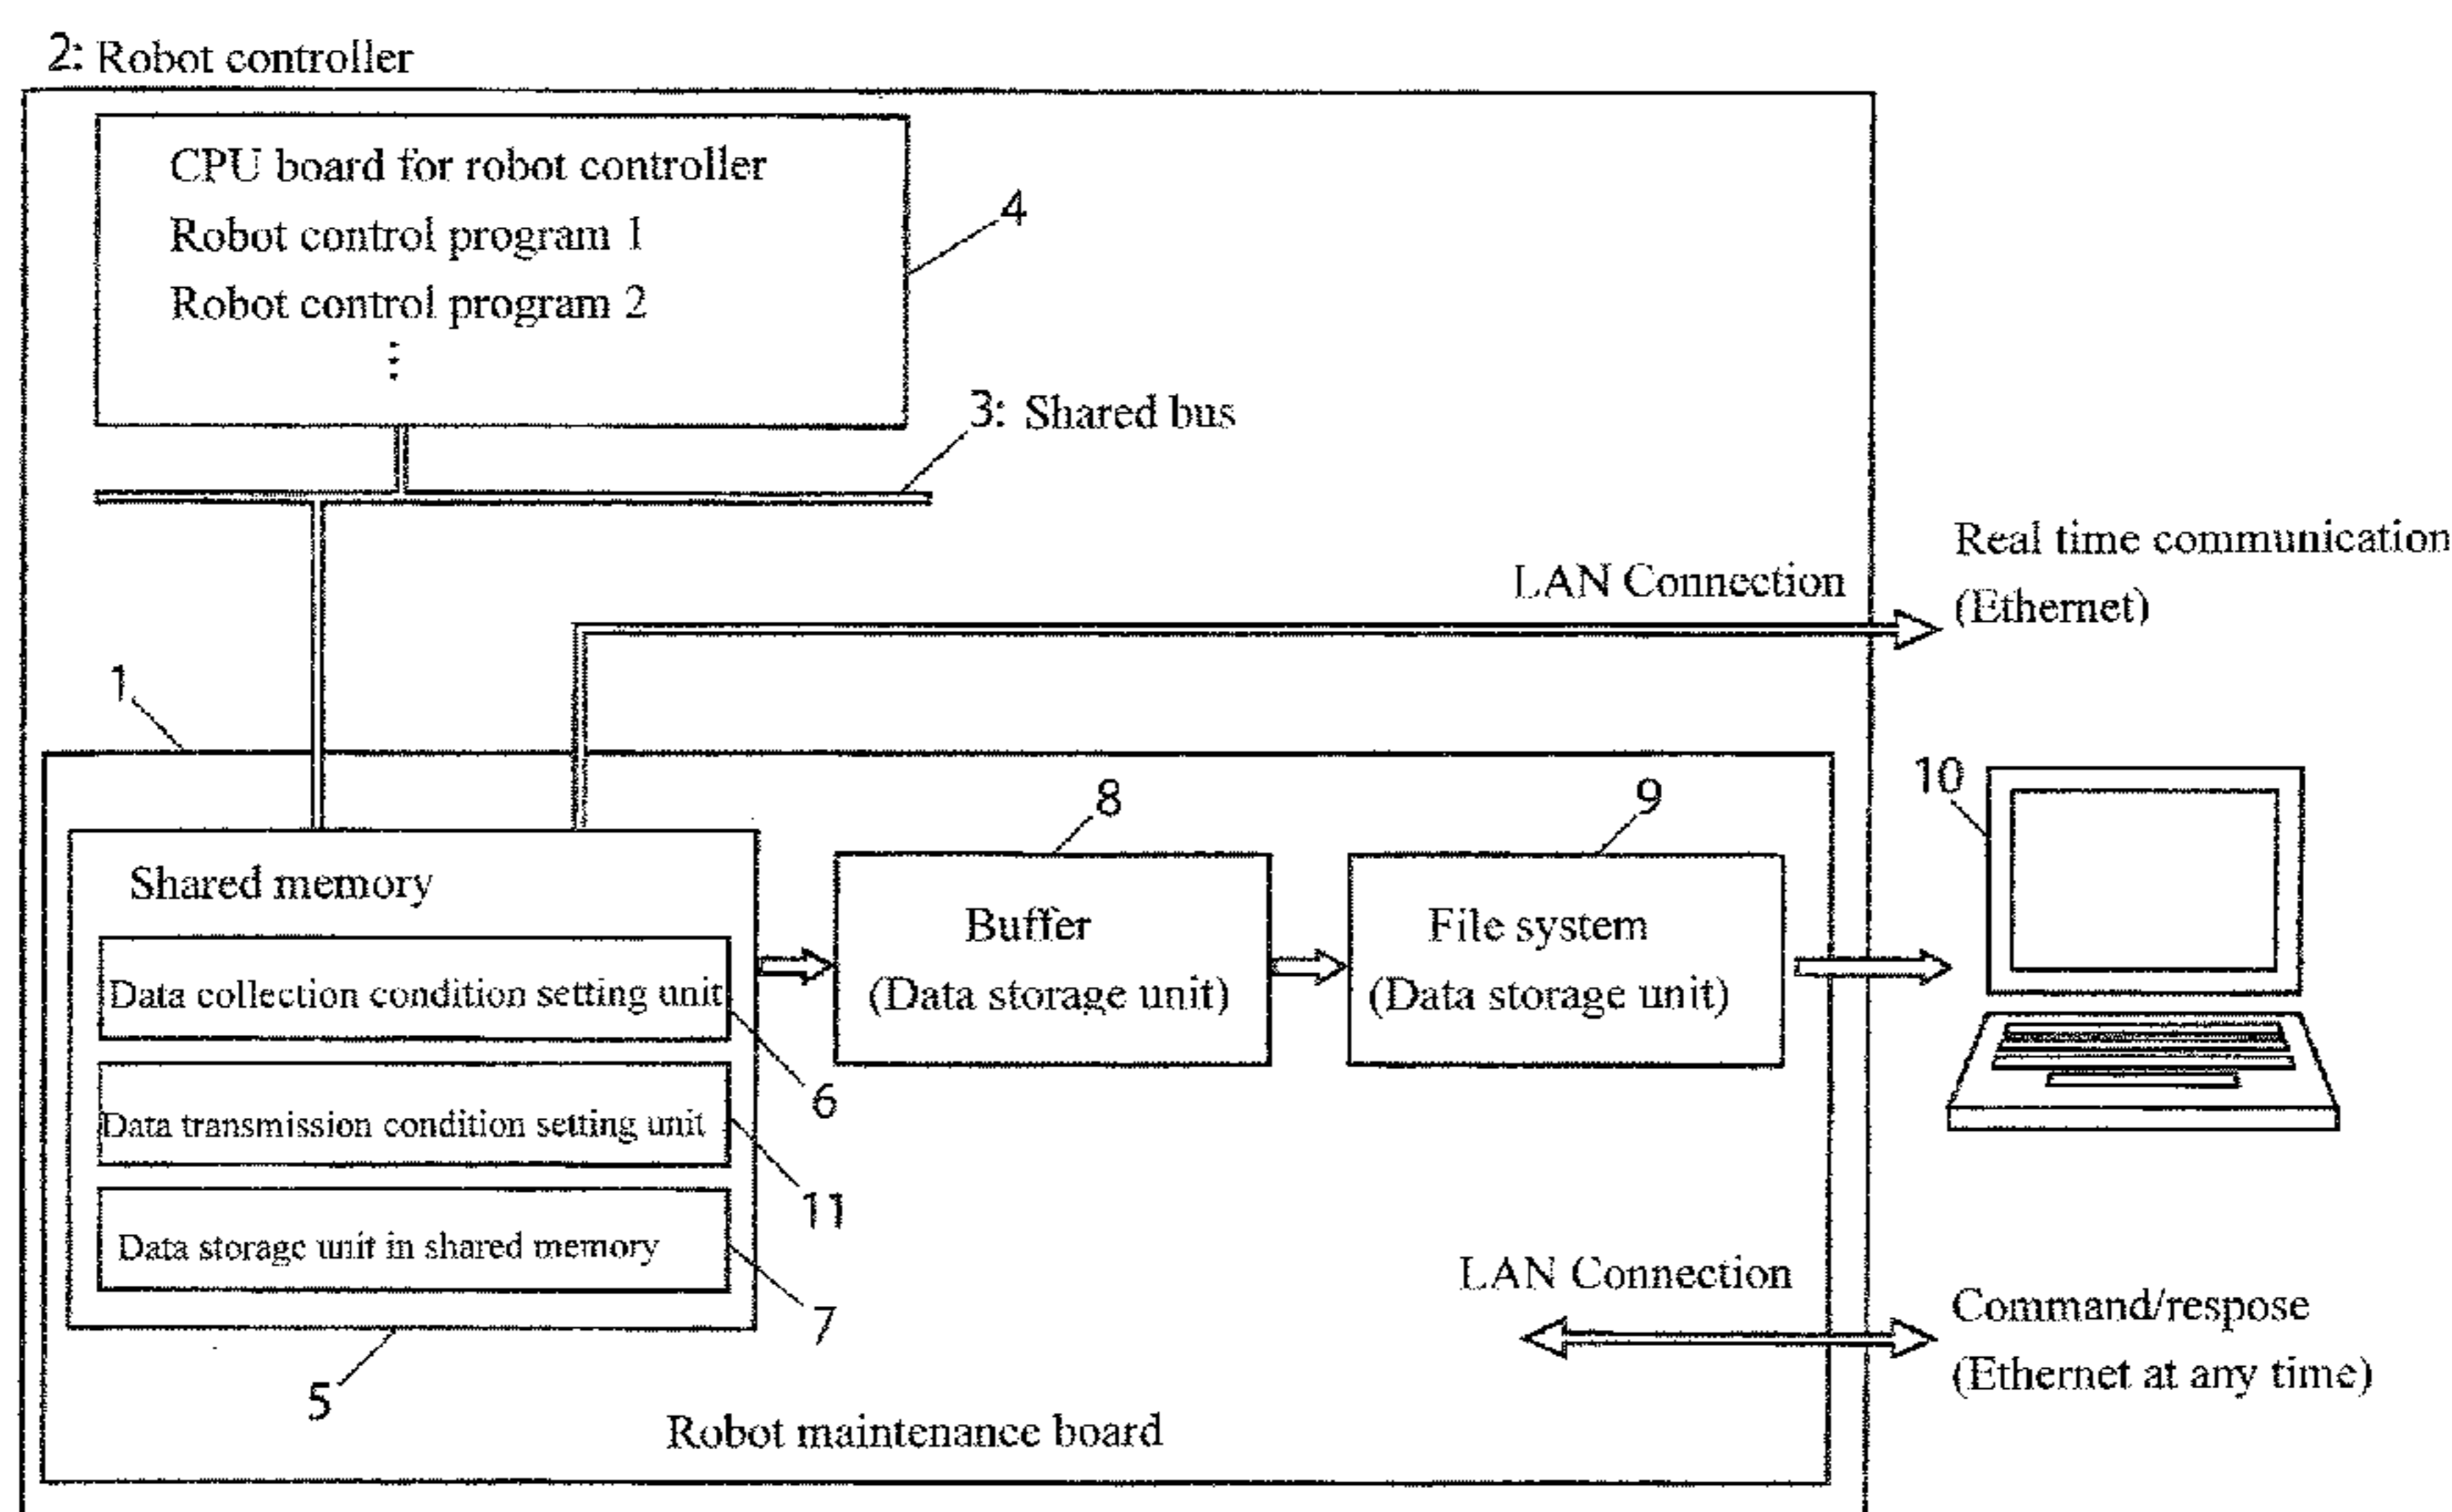 2: Robot controller
CPU board for robot controller
Robot control program 1
Robot control program 2
⋮
4
3: Shared bus
LAN Connection
Real time communication
(Ethernet)
1
8
9
10
Shared memory
Data collection condition setting unit
Data transmission condition setting unit
Data storage unit in shared memory
Buffer
(Data storage unit)
File system
(Data storage unit)
6
11
7
5
LAN Connection
Command/respose
(Ethernet at any time)
Robot maintenance board